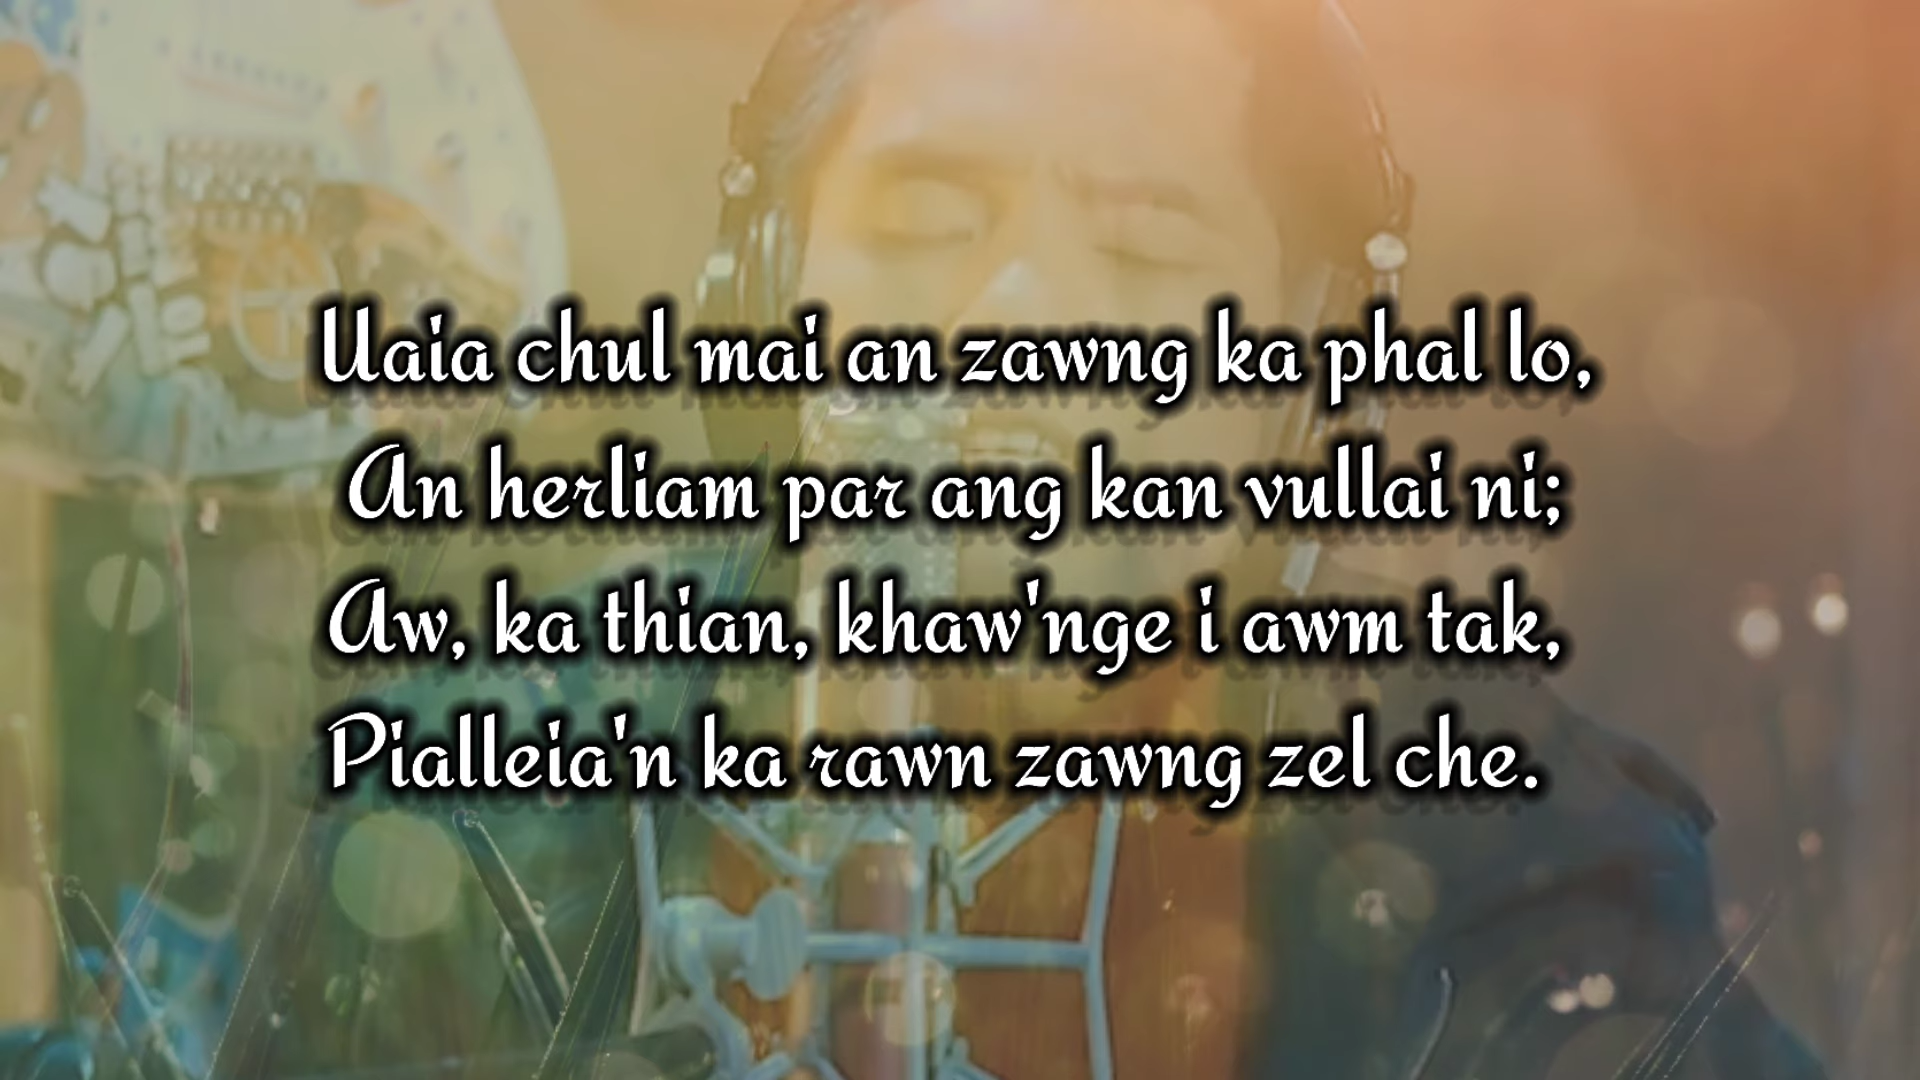 Uaia chul mai an zawng ka phal lo,
An herliam par ang kan vullai ni;
Aw, ka thian, khaw'nge i awm tak,
Pialleia'n ka rawn zawng zel che.